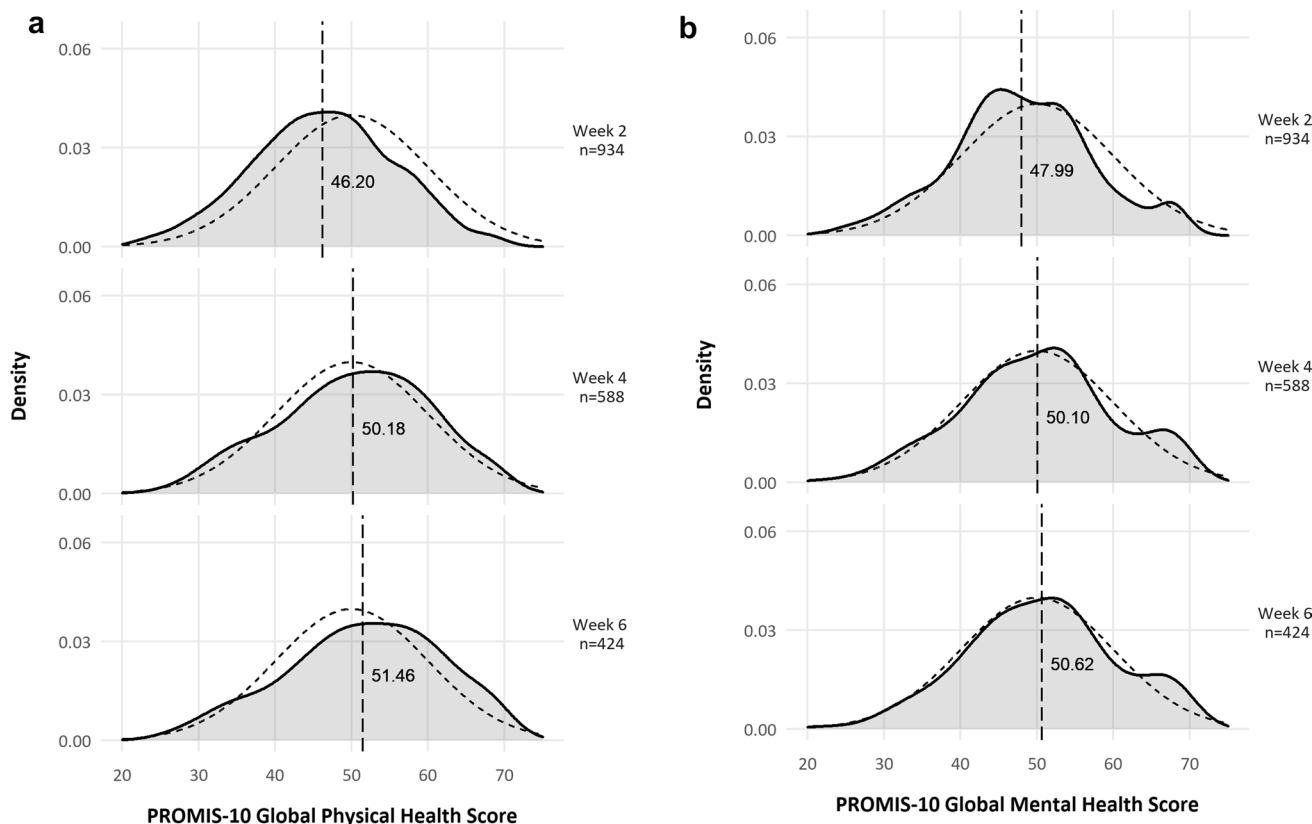 a
0.06
0.03
0.00
46.20
Week 2
n=934
0.06
0.03
0.00
50.18
Week 4
n=588
0.06
0.03
0.00
51.46
Week 6
n=424
20 30 40 50 60 70
Density
PROMIS-10 Global Physical Health Score
b
0.06
0.03
0.00
47.99
Week 2
n=934
0.06
0.03
0.00
50.10
Week 4
n=588
0.06
0.03
0.00
50.62
Week 6
n=424
20 30 40 50 60 70
Density
PROMIS-10 Global Mental Health Score